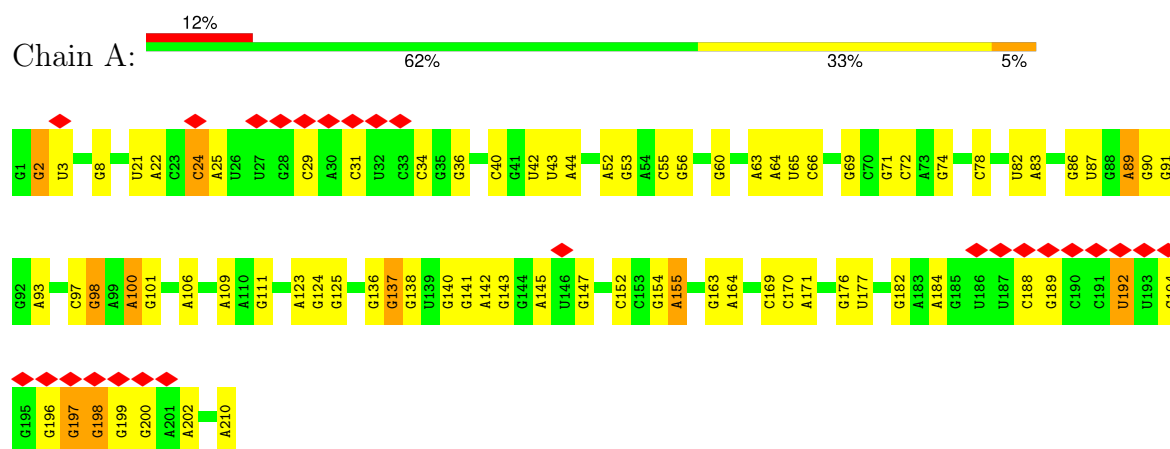 12%
Chain A:
62% 33% 5%
G1 G2 U3 G8 U21 A22 C23 C24 A25 U26 U27 G28 C29 A30 C31 U32 C33 C34 G35 G36 C40 G41 U42 U43 A44 A52 G53 A54 C55 G56 G60 A63 A64 U65 C66 G69 C70 G71 C72 A73 G74 C78 U82 A83 G86 U87 G88 A89 G90 G91
G92 A93 C97 G98 A99 A100 G101 A106 A109 A110 G111 A123 G124 G125 G136 G137 G138 U139 G140 G141 A142 G143 G144 A145 U146 G147 C152 C153 G154 A155 G163 A164 C169 C170 A171 G176 U177 G182 A183 A184 G185 U186 U187 C188 G189 C190 C191 U192 U193
G195 G196 G197 G198 G199 G200 A201 A202 A210